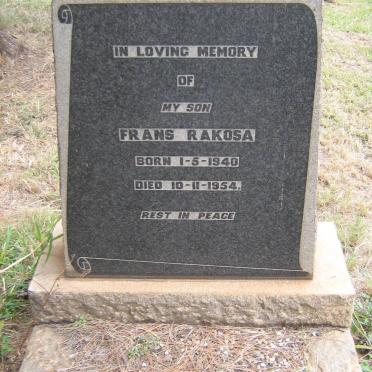 IN LOVING MEMORY
OF
MY SON
FRANS RAKOSA
BORN 1-5-1940
DIED 10-11-1954.
REST IN PEACE